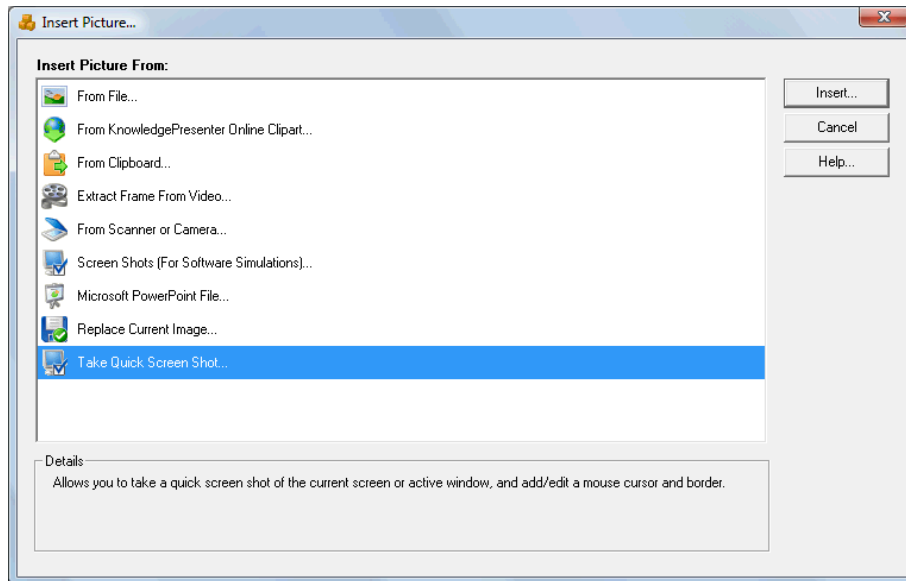 Insert Picture...
Insert Picture From:
From File...
From KnowledgePresenter Online Clipart...
From Clipboard...
Extract Frame From Video...
From Scanner or Camera...
Screen Shots (For Software Simulations)...
Microsoft PowerPoint File...
Replace Current Image...
Take Quick Screen Shot...
Insert...
Cancel
Help...
Details
Allows you to take a quick screen shot of the current screen or active window, and add/edit a mouse cursor and border.